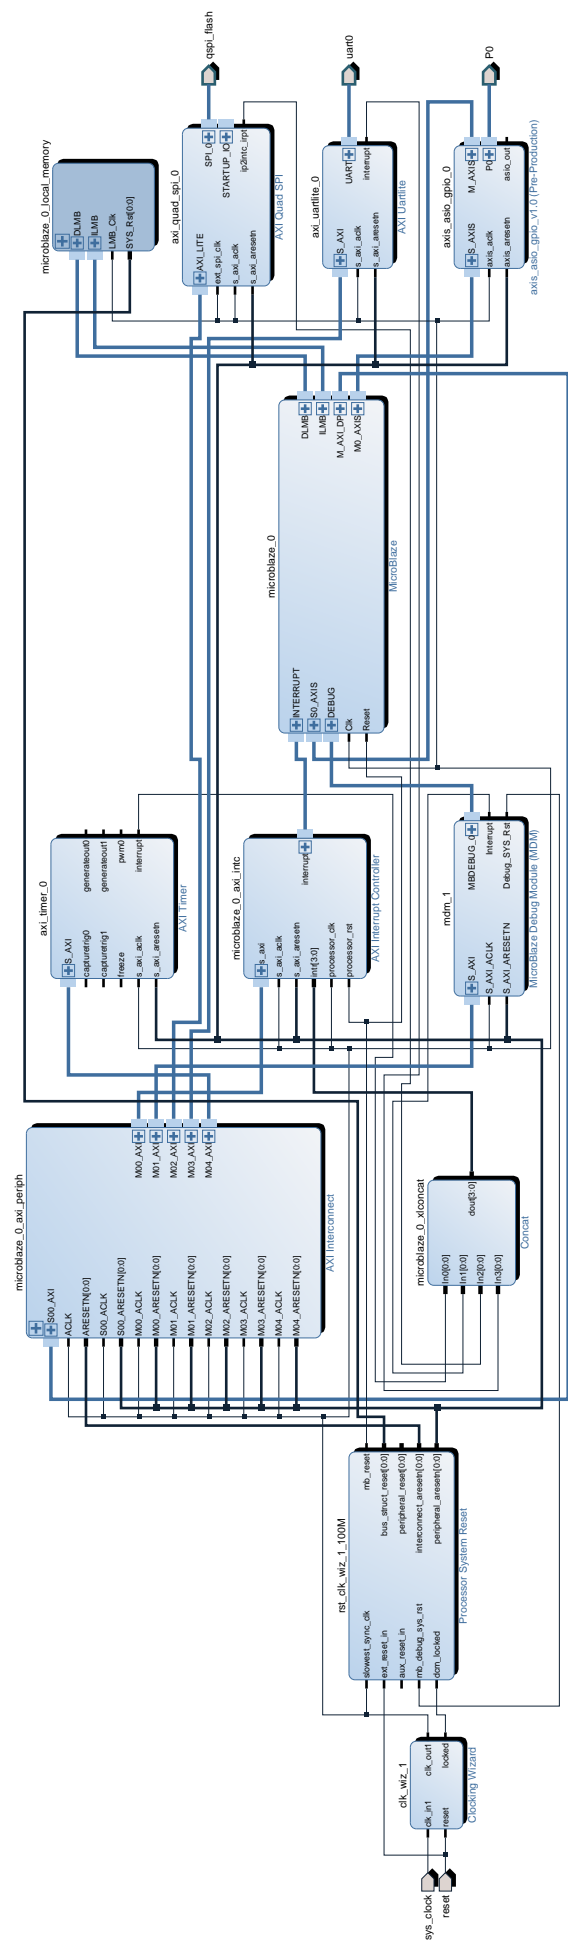 sys_clock
reset
clk_wiz_1
clk_in1
reset
clk_out1
locked
Clocking Wizard
rst_clk_wiz_1_100M
slowest_sync_clk
ext_reset_in
aux_reset_in
mb_debug_sys_rst
dcm_locked
mb_reset
bus_struct_reset[0:0]
peripheral_reset[0:0]
interconnect_aresetn[0:0]
peripheral_aresetn[0:0]
Processor System Reset
microblaze_0_axi_periph
S00_AXI
ACLK
ARESETN[0:0]
S00_ACLK
S00_ARESETN[0:0]
M00_ACLK
M00_ARESETN[0:0]
M01_ACLK
M01_ARESETN[0:0]
M02_ACLK
M02_ARESETN[0:0]
M03_ACLK
M03_ARESETN[0:0]
M04_ACLK
M04_ARESETN[0:0]
M00_AXI
M01_AXI
M02_AXI
M03_AXI
M04_AXI
AXI Interconnect
microblaze_0_xlconcat
In0[0:0]
In1[0:0]
In2[0:0]
In3[0:0]
dout[3:0]
Concat
axi_timer_0
S_AXI
capturetrig0
capturetrig1
freeze
s_axi_aclk
s_axi_aresetn
generateout0
generateout1
pwm0
interrupt
AXI Timer
microblaze_0_axi_intc
s_axi
s_axi_aclk
s_axi_aresetn
intr[3:0]
processor_clk
processor_rst
interrupt
AXI Interrupt Controller
mdm_1
S_AXI
S_AXI_ACLK
S_AXI_ARESETN
MBDEBUG_0
Interrupt
Debug_SYS_Rst
MicroBlaze Debug Module (MDM)
microblaze_0
INTERRUPT
S0_AXIS
DEBUG
Clk
Reset
DLMB
ILMB
M_AXI_DP
M0_AXIS
MicroBlaze
microblaze_0_local_memory
DLMB
ILMB
LMB_Clk
SYS_Rst[0:0]
axi_quad_spi_0
AXI_LITE
ext_spi_clk
s_axi_aclk
s_axi_aresetn
SPI_0
STARTUP_IO
ip2intc_irpt
AXI Quad SPI
axi_uartlite_0
S_AXI
s_axi_aclk
s_axi_aresetn
UART
interrupt
AXI Uartlite
axis_asio_gpio_0
S_AXIS
axis_aclk
axis_aresetn
M_AXIS
P0
asio_out
axis_asio_gpio_v1.0 (Pre-Production)
qspi_flash
uart0
P0